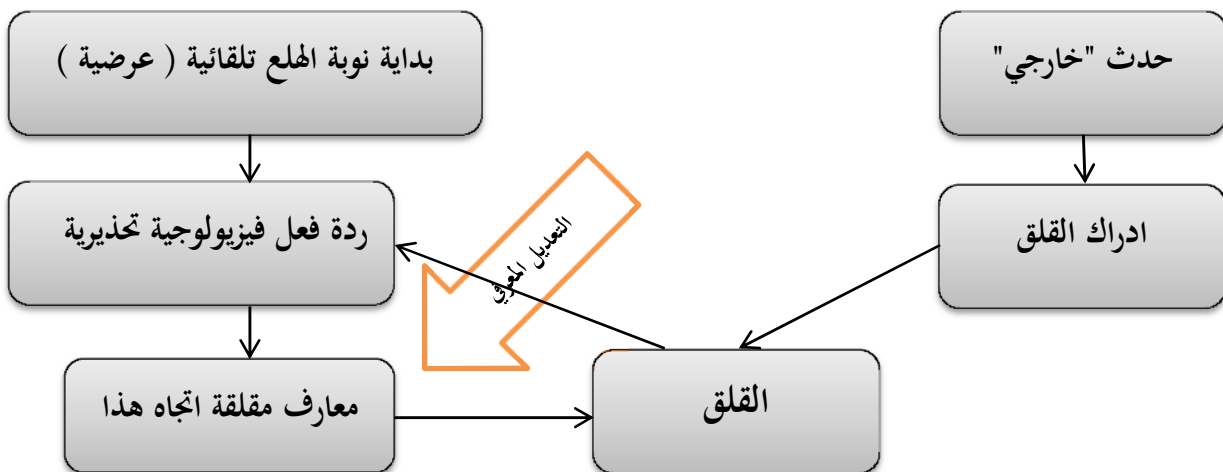 حدث "خارجي"
بداية نوبة الهلع تلقائية ( عرضية )
ادراك القلق
ردة فعل فيزيولوجية تحذيرية
التعديل المعرفي
القلق
معارف مقلقة اتجاه هذا